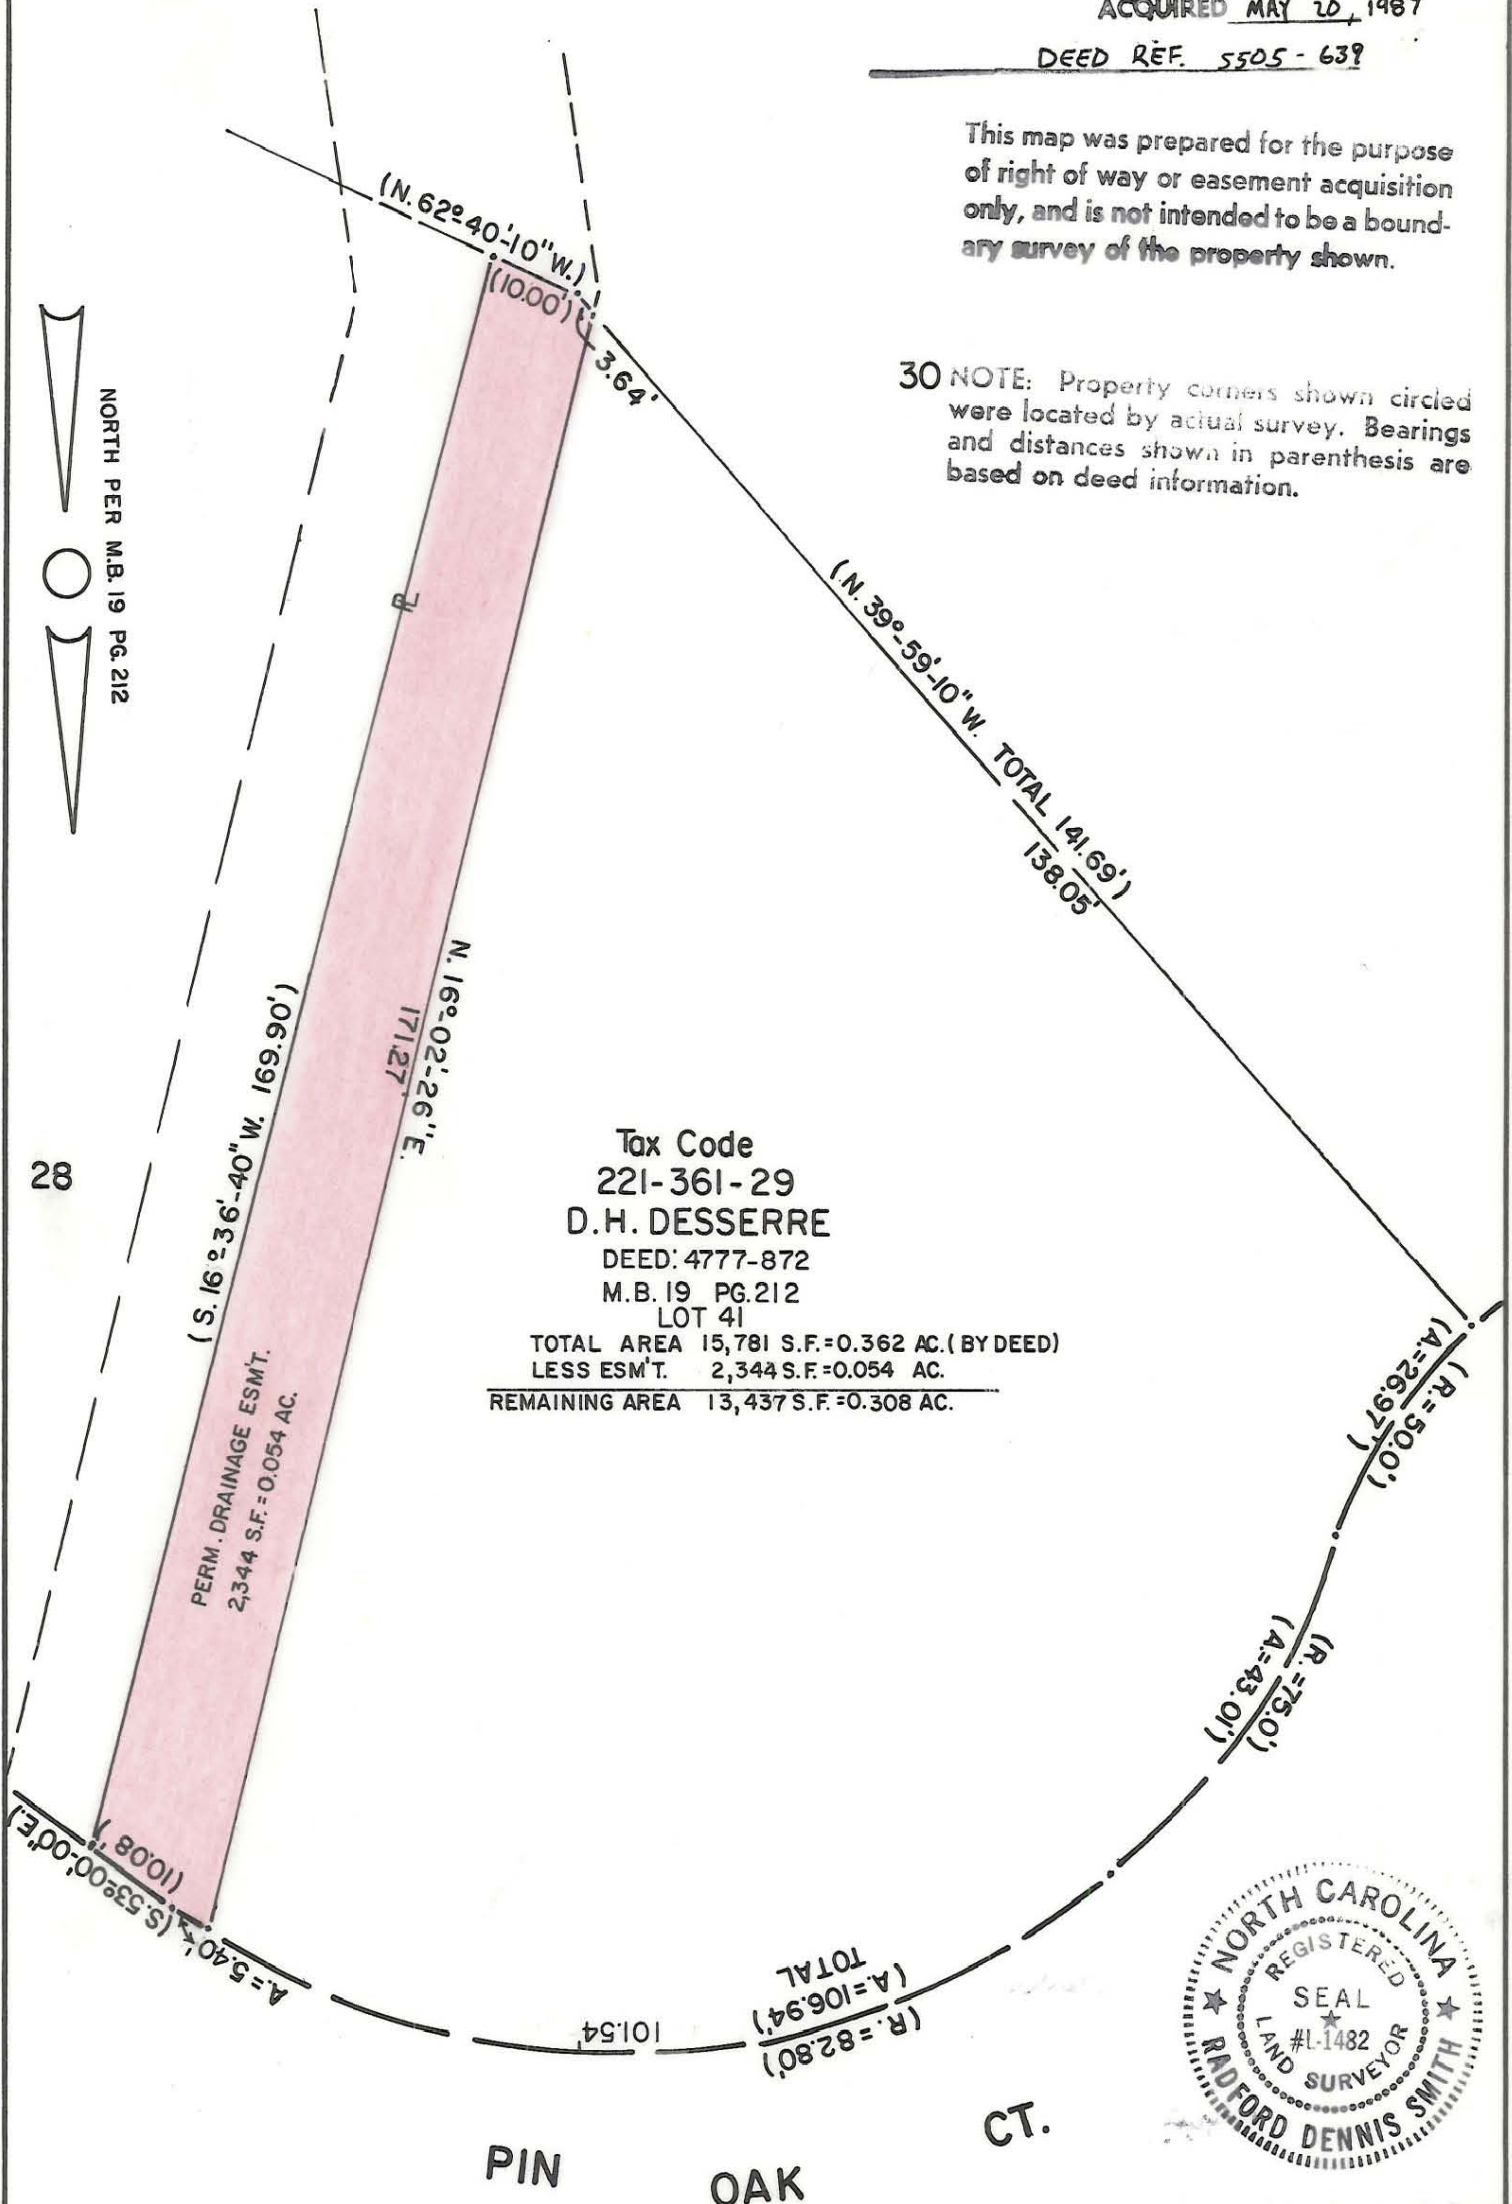 ACQUIRED MAY 20, 1987
DEED REF. 5505-639
This map was prepared for the purpose
of right of way or easement acquisition
only, and is not intended to be a bound-
ary survey of the property shown.
(N. 62°-40'-10" W.)
(10.00')
3.64'
30
NOTE: Property corners shown circled
were located by actual survey. Bearings
and distances shown in parenthesis are
based on deed information.
NORTH PER M.B. 19 PG. 212
PL
(N. 39°-59'-10" W. TOTAL 141.69')
138.05'
N. 16°-02'-26" E.
171.27'
(S. 16°-36'-40" W. 169.90')
28
Tax Code
221-361-29
D.H. DESSERRE
DEED: 4777-872
M.B. 19 PG. 212
LOT 41
TOTAL AREA 15,781 S.F.=0.362 AC. (BY DEED)
LESS ESM'T. 2,344 S.F.=0.054 AC.
REMAINING AREA 13,437 S.F.=0.308 AC.
PERM. DRAINAGE ESM'T.
2,344 S.F.=0.054 AC.
(R.=50.0')
(A.=26.97')
(R.=75.0')
(A.=43.01')
(10.08')
(S. 53°-00'-00" E.)
A.=5.40'
101.54'
(R.=82.80')
(A.=106.94')
TOTAL
PIN OAK CT.
NORTH CAROLINA
REGISTERED
SEAL
#L-1482
LAND SURVEYOR
RADFORD DENNIS SMITH